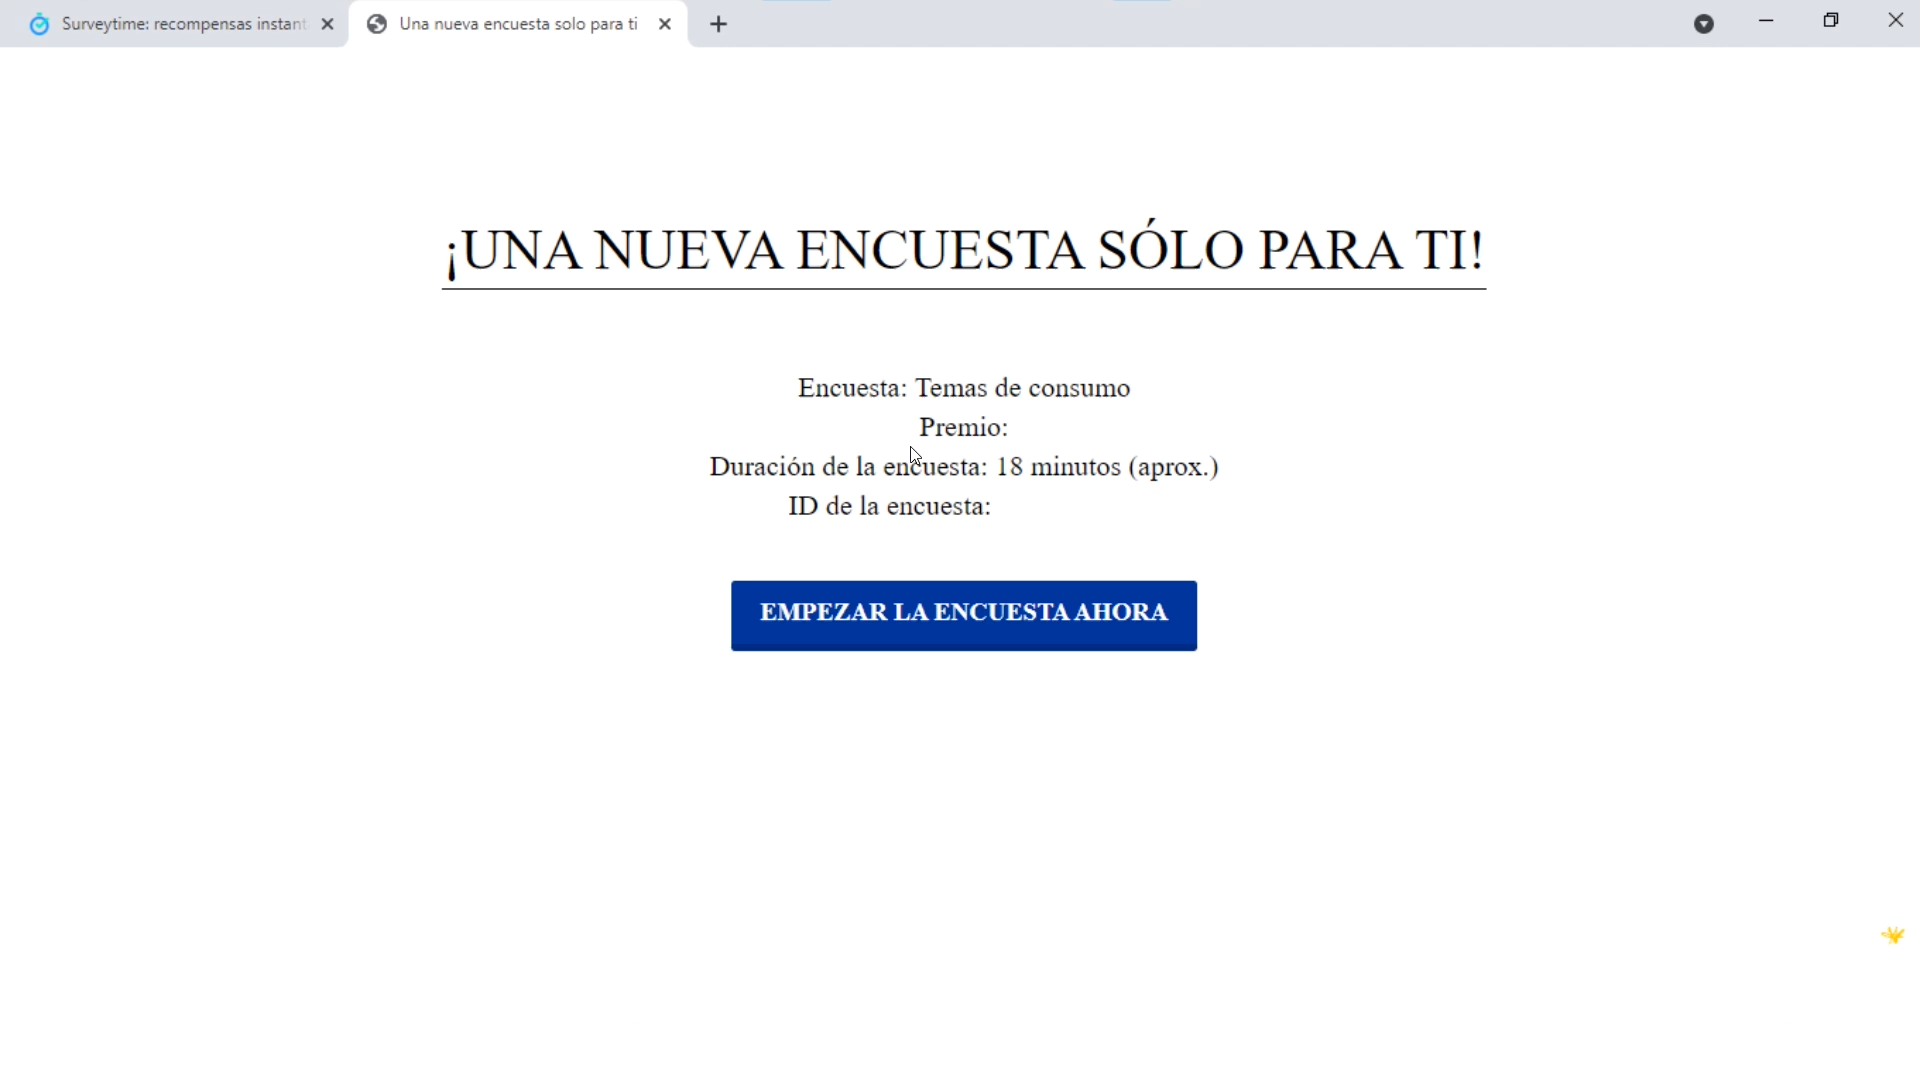 Surveytime: recompensas instant
Una nueva encuesta solo para ti
¡UNA NUEVA ENCUESTA SÓLO PARA TI!
Encuesta: Temas de consumo
Premio:
Duración de la encuesta: 18 minutos (aprox.)
ID de la encuesta:
EMPEZAR LA ENCUESTA AHORA